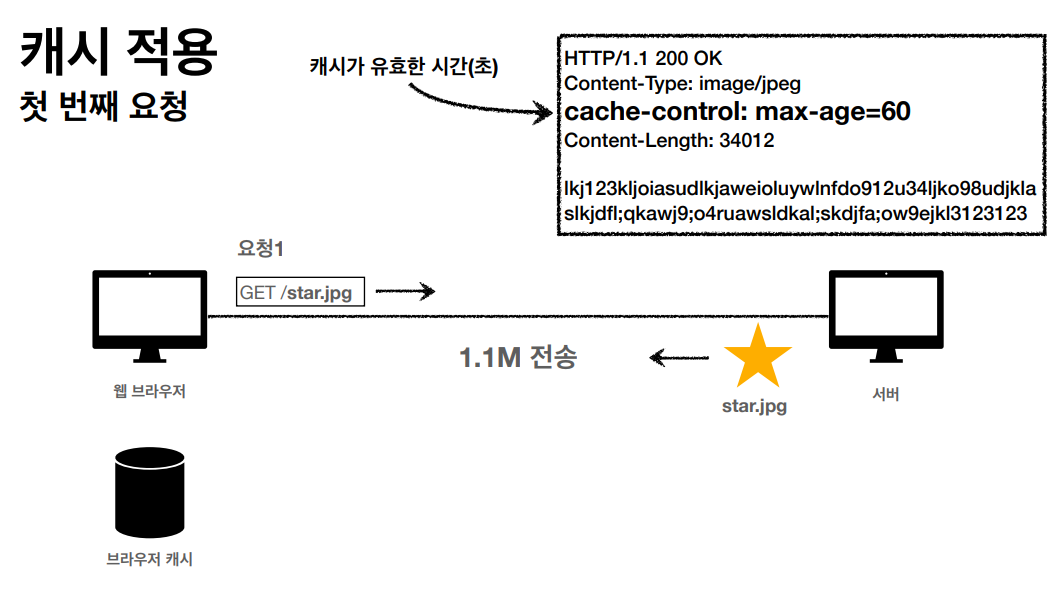 캐시 적용
첫 번째 요청
캐시가 유효한 시간(초)
HTTP/1.1 200 OK
Content-Type: image/jpeg
cache-control: max-age=60
Content-Length: 34012
lkj123kljoiasudlkjaweioluywlnfdo912u34ljko98udjkla
slkjdfl;qkawj9;o4ruawsldkal;skdjfa;ow9ejkl3123123
요청1
GET /star.jpg
1.1M 전송
star.jpg
웹 브라우저
서버
브라우저 캐시